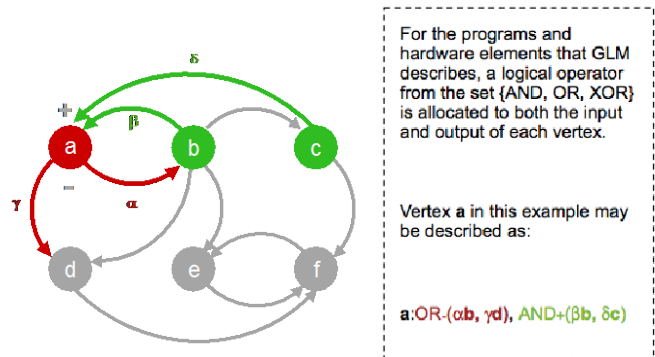 δ
+
β
a
b
c
−
γ
α
d
e
f
For the programs and
hardware elements that GLM
describes, a logical operator
from the set {AND, OR, XOR}
is allocated to both the input
and output of each vertex.
Vertex a in this example may
be described as:
a:OR-(αb, γd), AND+(βb, δc)